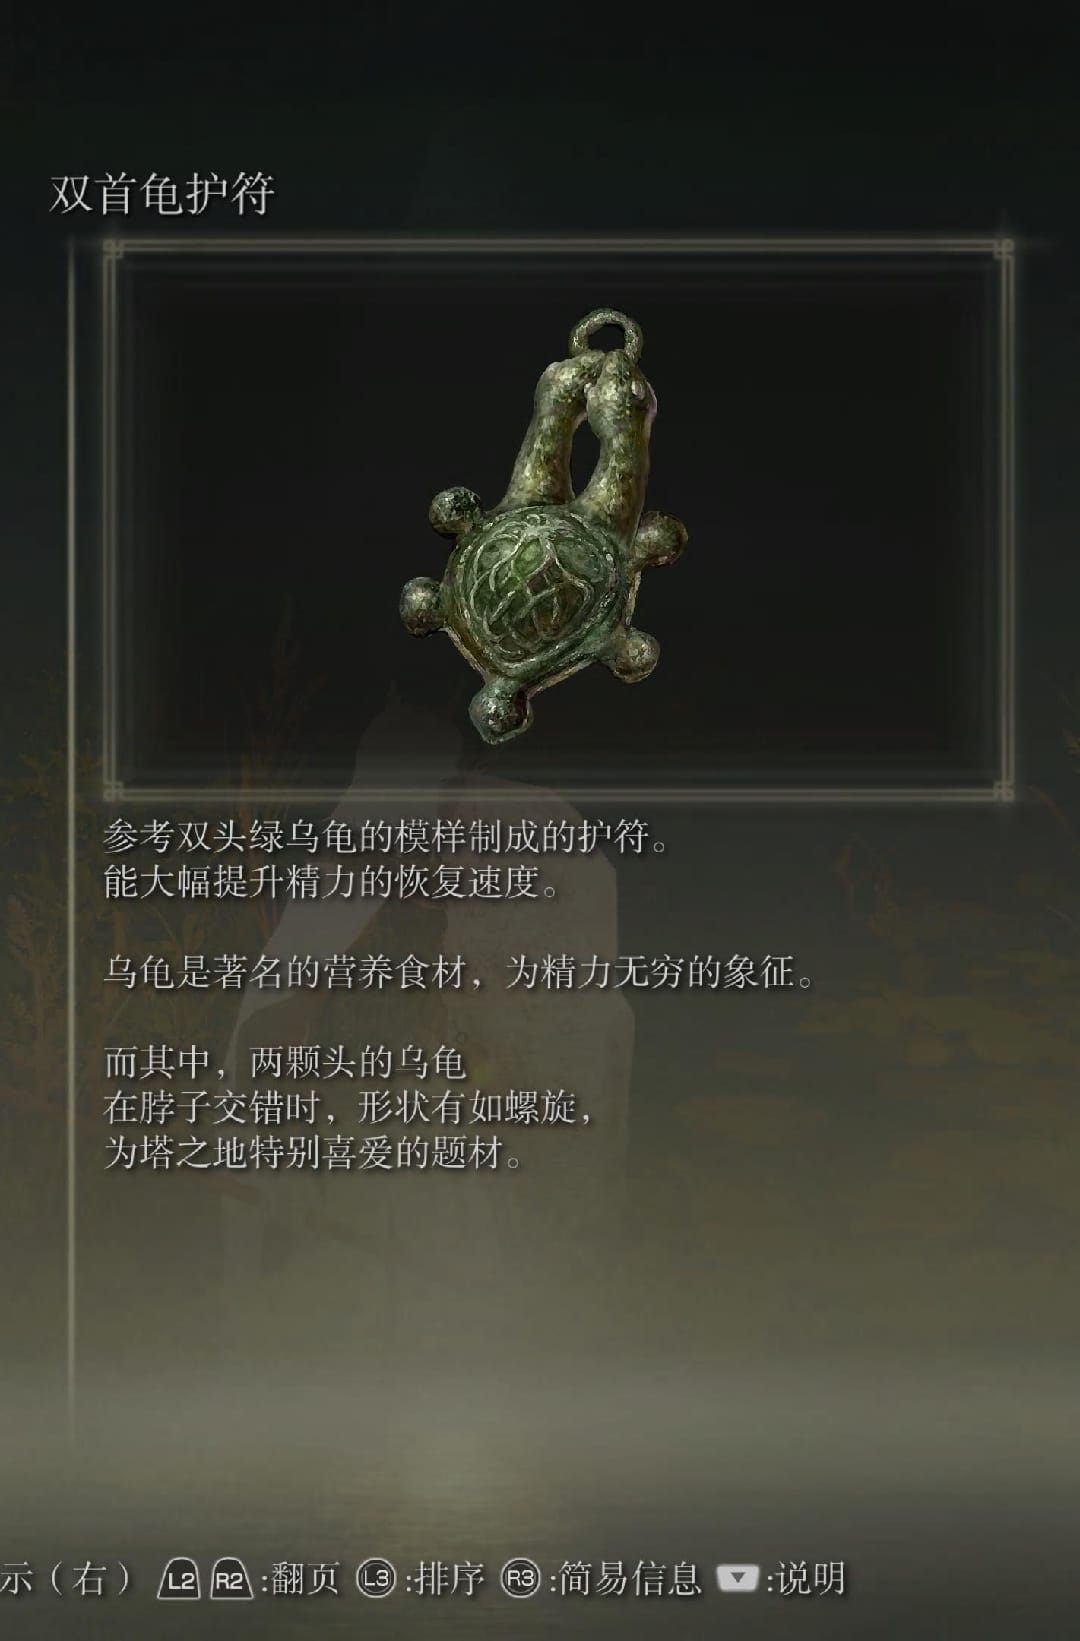 双首龟护符
参考双头绿乌龟的模样制成的护符。
能大幅提升精力的恢复速度。
乌龟是著名的营养食材，为精力无穷的象征。
而其中，两颗头的乌龟
在脖子交错时，形状有如螺旋，
为塔之地特别喜爱的题材。
示（右） L2 R2:翻页 L3:排序 R3:简易信息 :说明